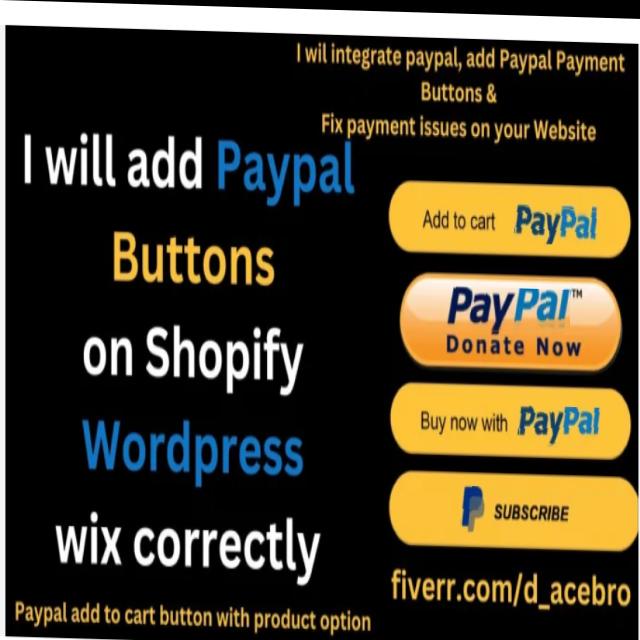 I wil integrate paypal, add Paypal Payment
Buttons &
Fix payment issues on your Website
I will add Paypal
Buttons
on Shopify
Wordpress
wix correctly
Paypal add to cart button with product option
Add to cart PayPal
PayPal™
Donate Now
Buy now with PayPal
SUBSCRIBE
fiverr.com/d_acebro